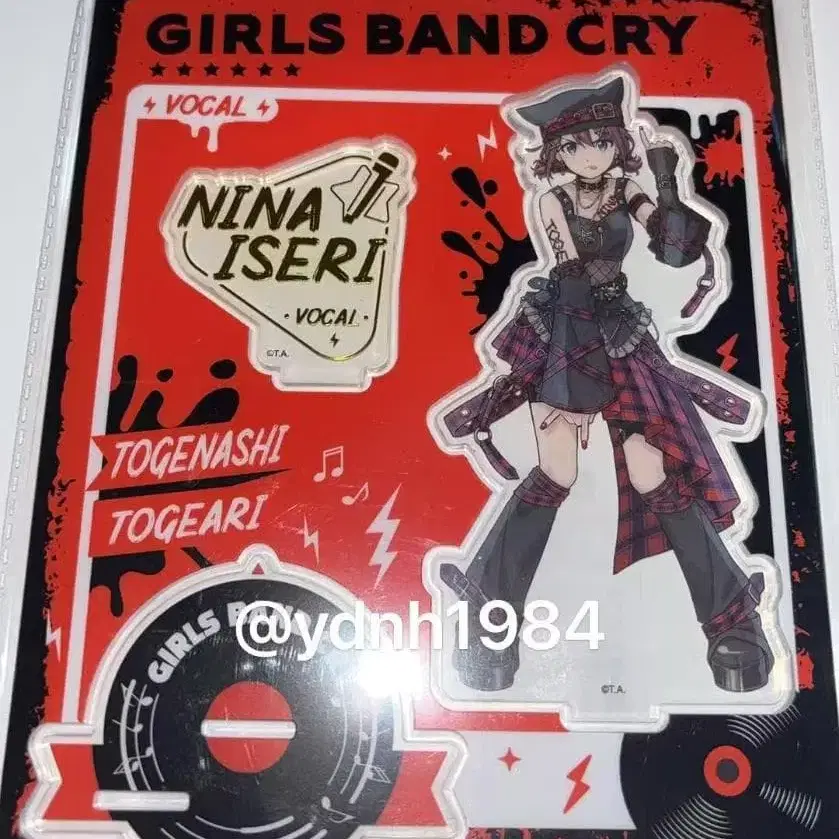 GIRLS BAND CRY
VOCAL
NINA
ISERI
VOCAL
©T.A.
TOGENASHI
TOGEARI
GIRLS BAN
@ydnh1984
©T.A.